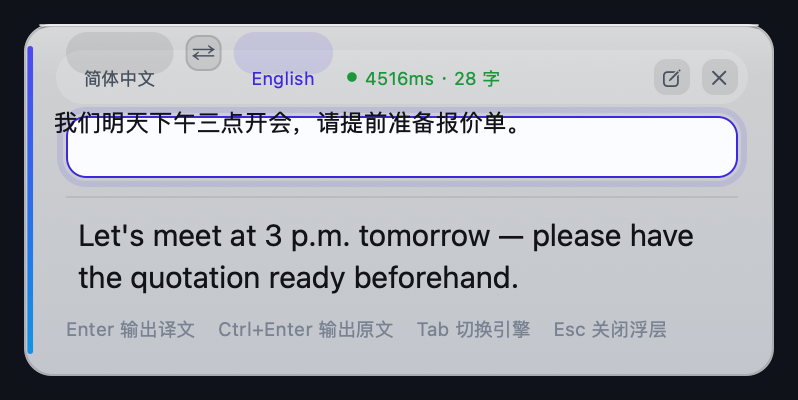 简体中文 English 4516ms · 28 字
我们明天下午三点开会，请提前准备报价单。
Let's meet at 3 p.m. tomorrow — please have
the quotation ready beforehand.
Enter 输出译文 Ctrl+Enter 输出原文 Tab 切换引擎 Esc 关闭浮层